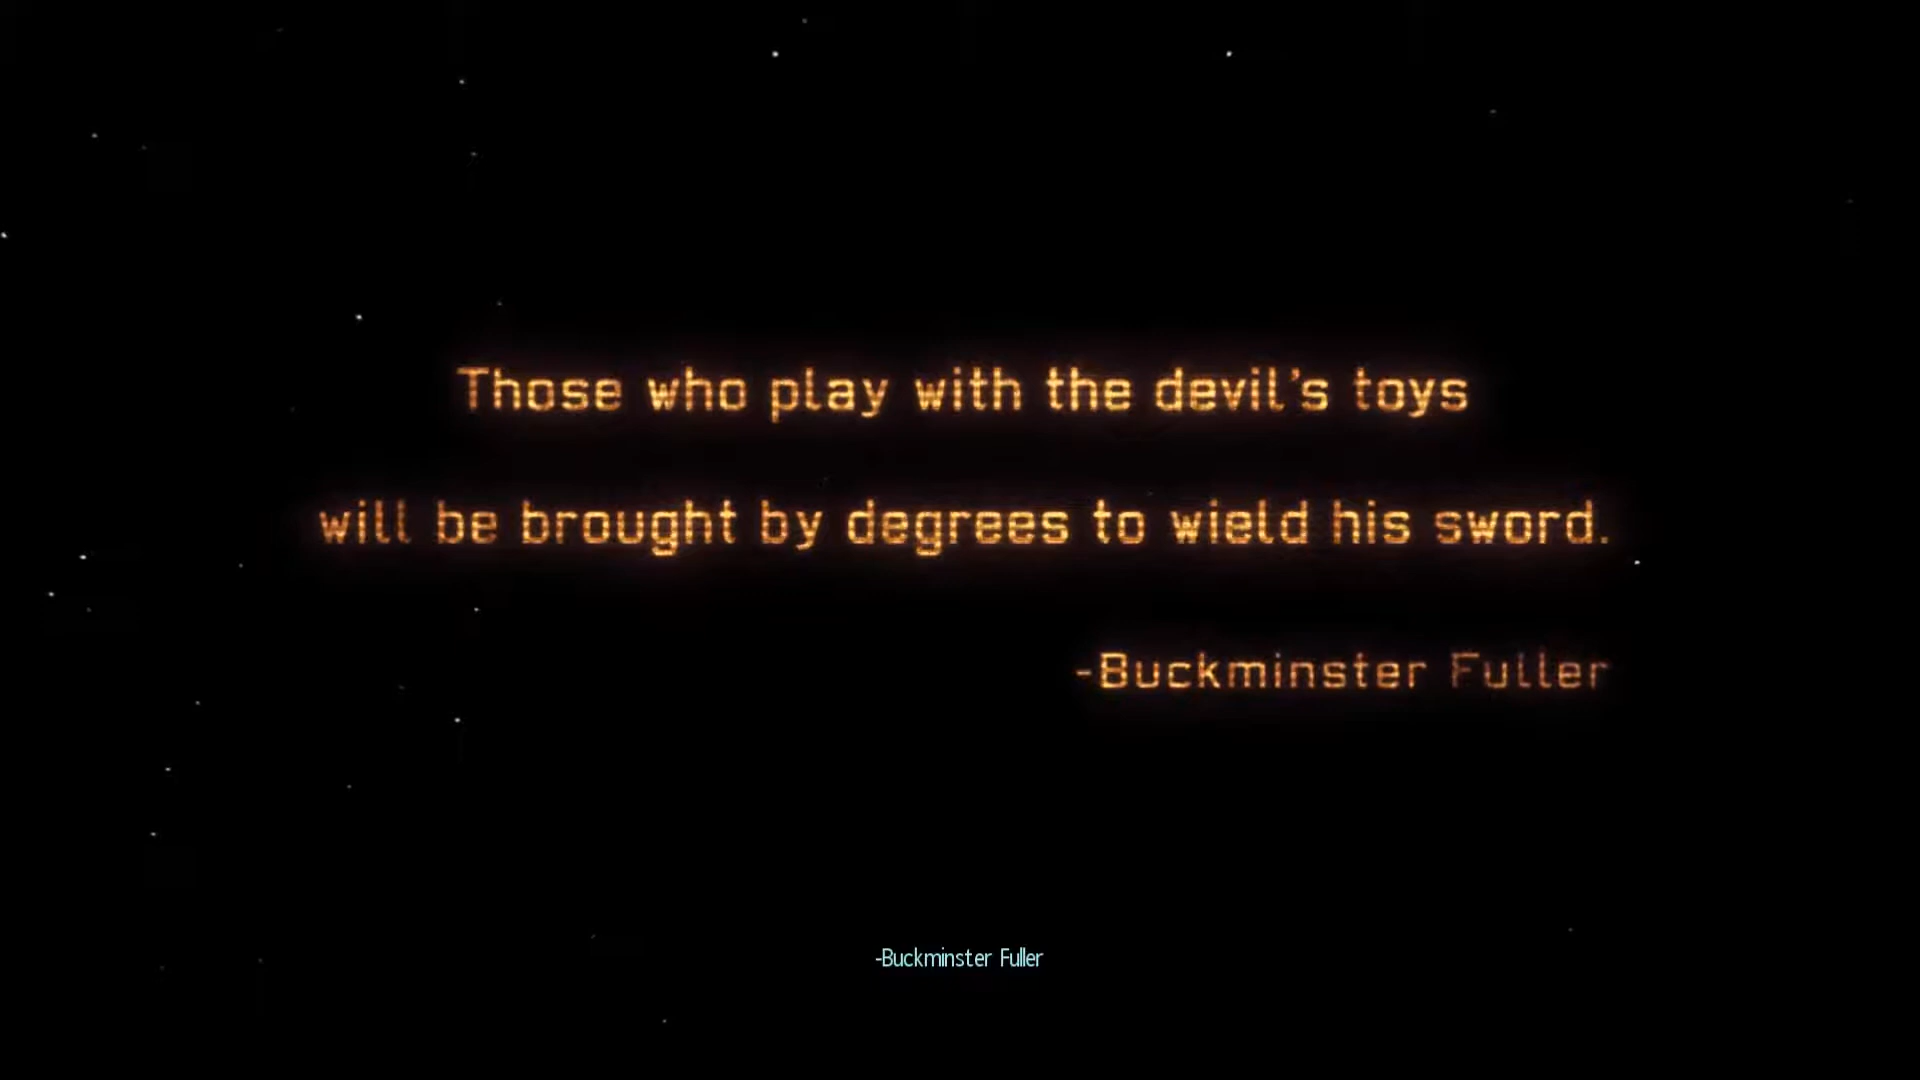 Those who play with the devil's toys
will be brought by degrees to wield his sword.
-Buckminster Fuller
-Buckminster Fuller